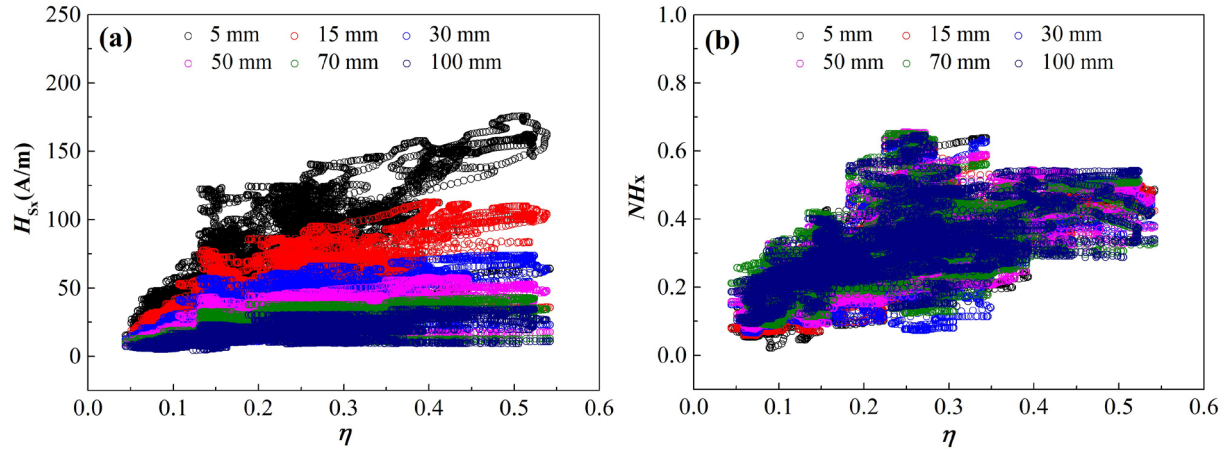 (a)
5 mm 15 mm 30 mm
50 mm 70 mm 100 mm
H_Sx(A/m)
250
200
150
100
50
0
0.0 0.1 0.2 0.3 0.4 0.5 0.6
η
(b)
5 mm 15 mm 30 mm
50 mm 70 mm 100 mm
NHx
1.0
0.8
0.6
0.4
0.2
0.0
0.0 0.1 0.2 0.3 0.4 0.5 0.6
η